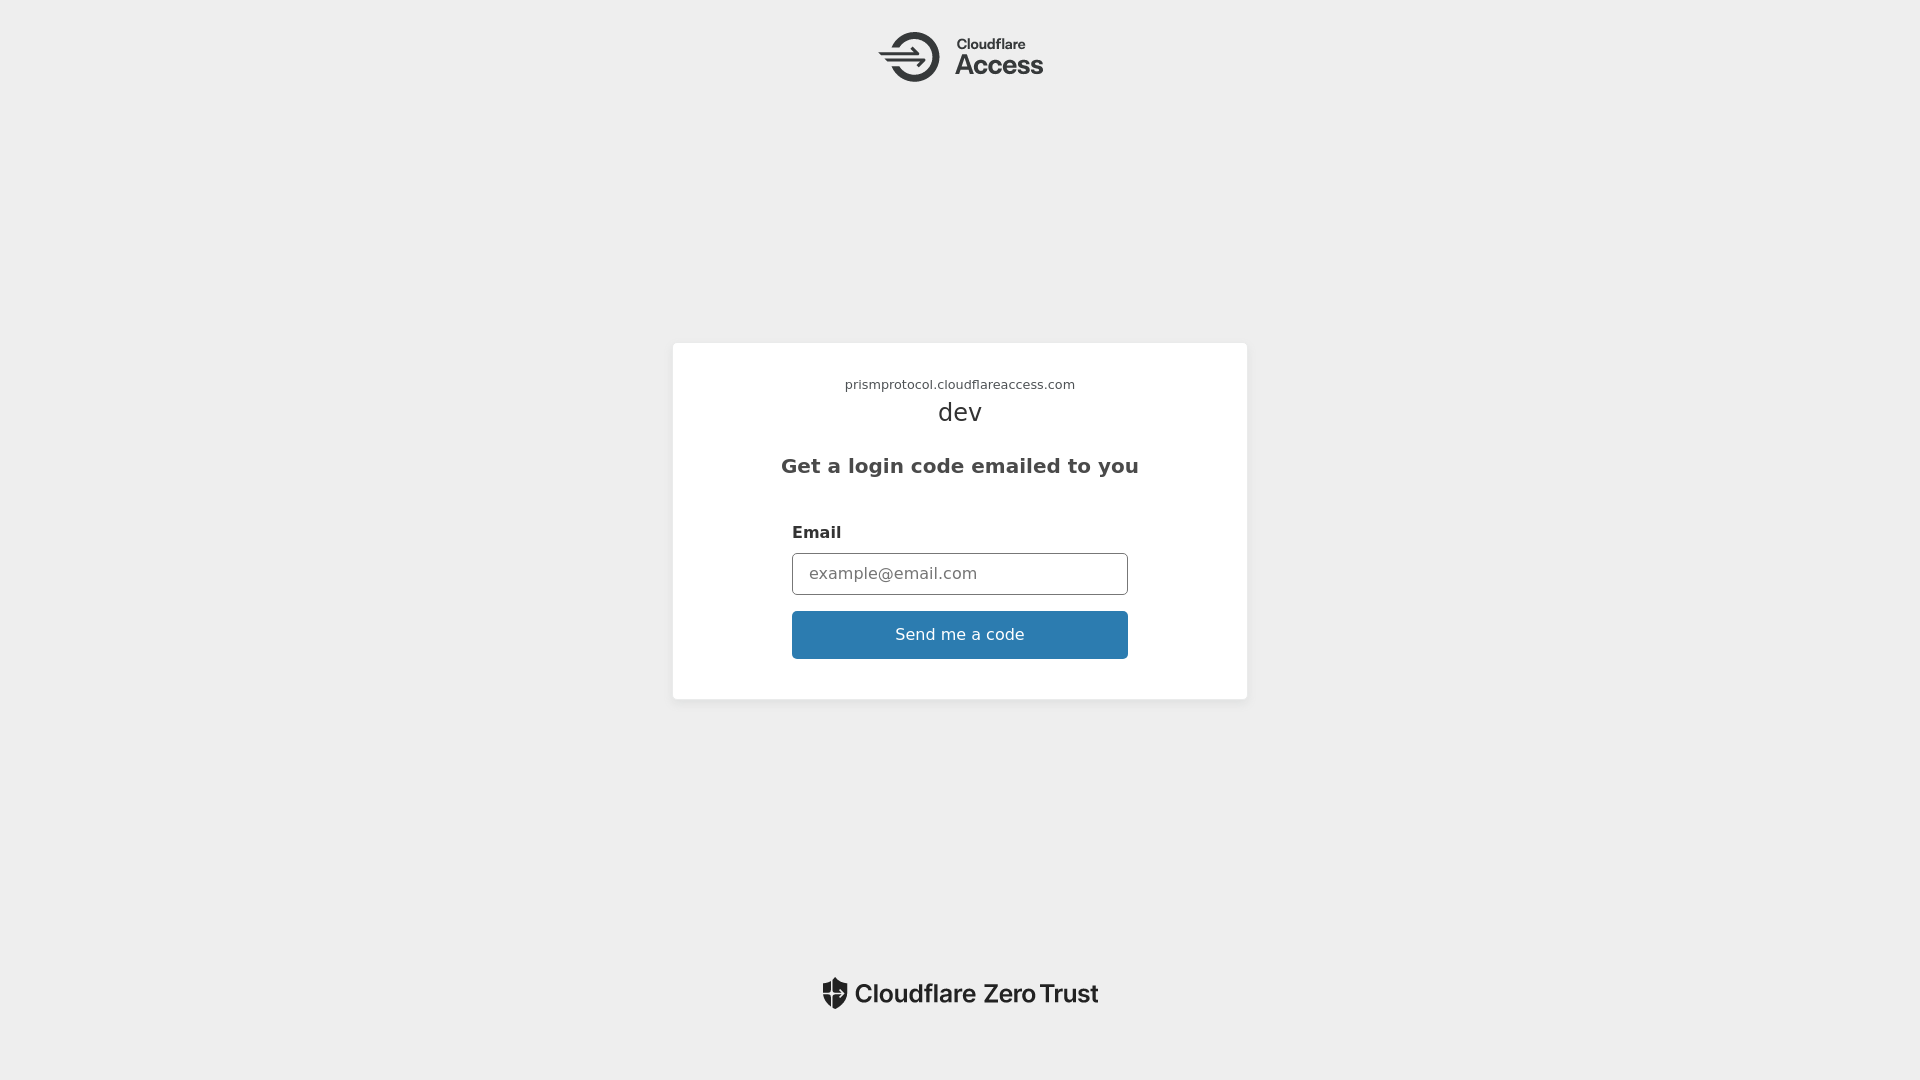 Cloudflare
Access
prismprotocol.cloudflareaccess.com
dev
Get a login code emailed to you
Email
example@email.com
Send me a code
Cloudflare Zero Trust